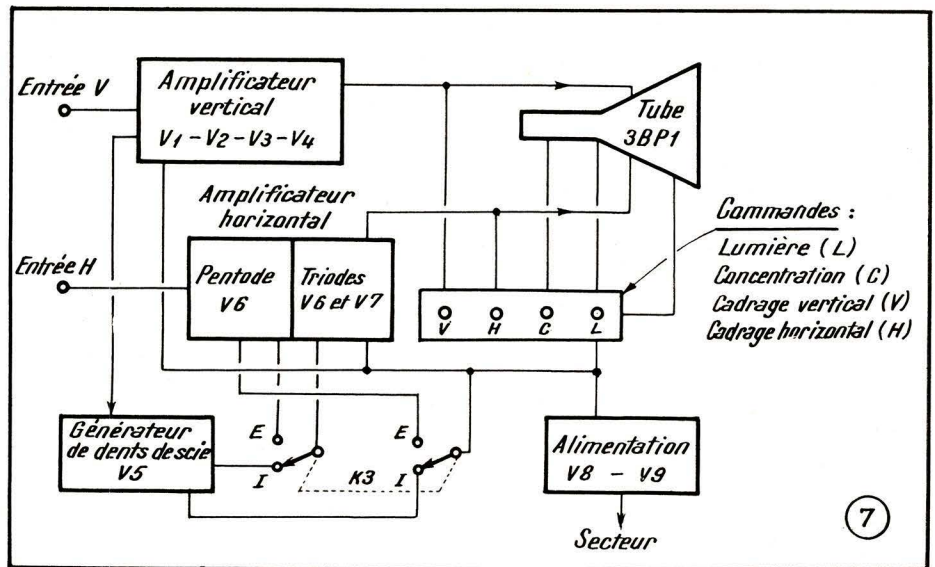 Entrée V
Amplificateur
vertical
V1 - V2 - V3 - V4
Tube
3BP1
Amplificateur
horizontal
Entrée H
Pentode
V6
Triodes
V6 et V7
Commandes :
Lumière (L)
Concentration (C)
Cadrage vertical (V)
Cadrage horizontal (H)
V H C L
Générateur
de dents de scie
V5
E
I
K3
E
I
Alimentation
V8 - V9
Secteur
7